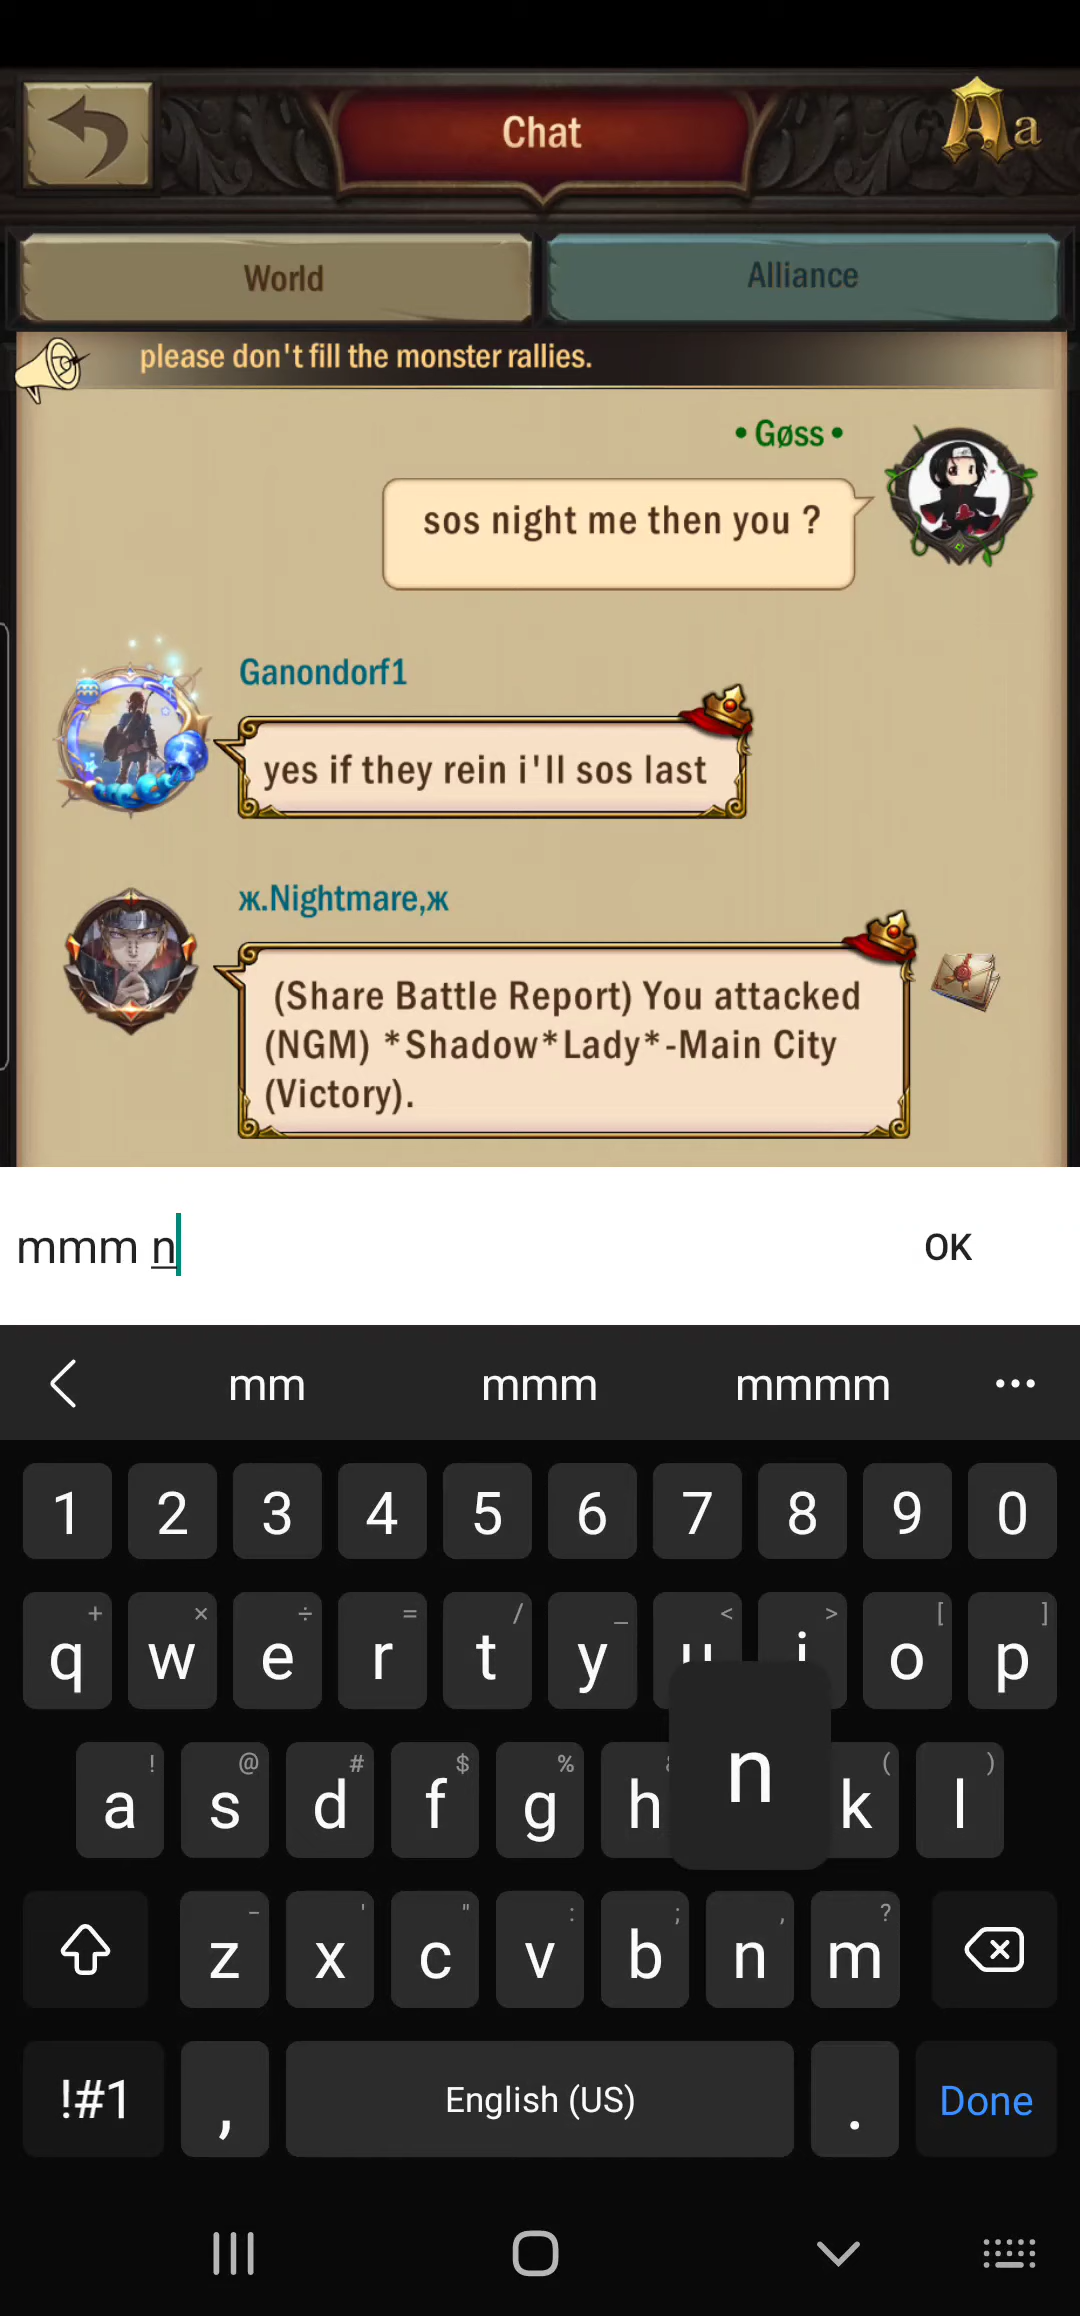 Chat
Aa
World
Alliance
please don't fill the monster rallies.
• Gøss •
sos night me then you ?
Ganondorf1
yes if they rein i'll sos last
ж.Nightmare,ж
(Share Battle Report) You attacked
(NGM) *Shadow*Lady*-Main City
(Victory).
mmm n
OK
mm mmm mmmm
1 2 3 4 5 6 7 8 9 0
+ × ÷ = / _ < > [ ]
q w e r t y u i o p
! @ # $ % ( )
a s d f g h n k l
- ' " : ; , ?
z x c v b n m
!#1 , English (US) . Done